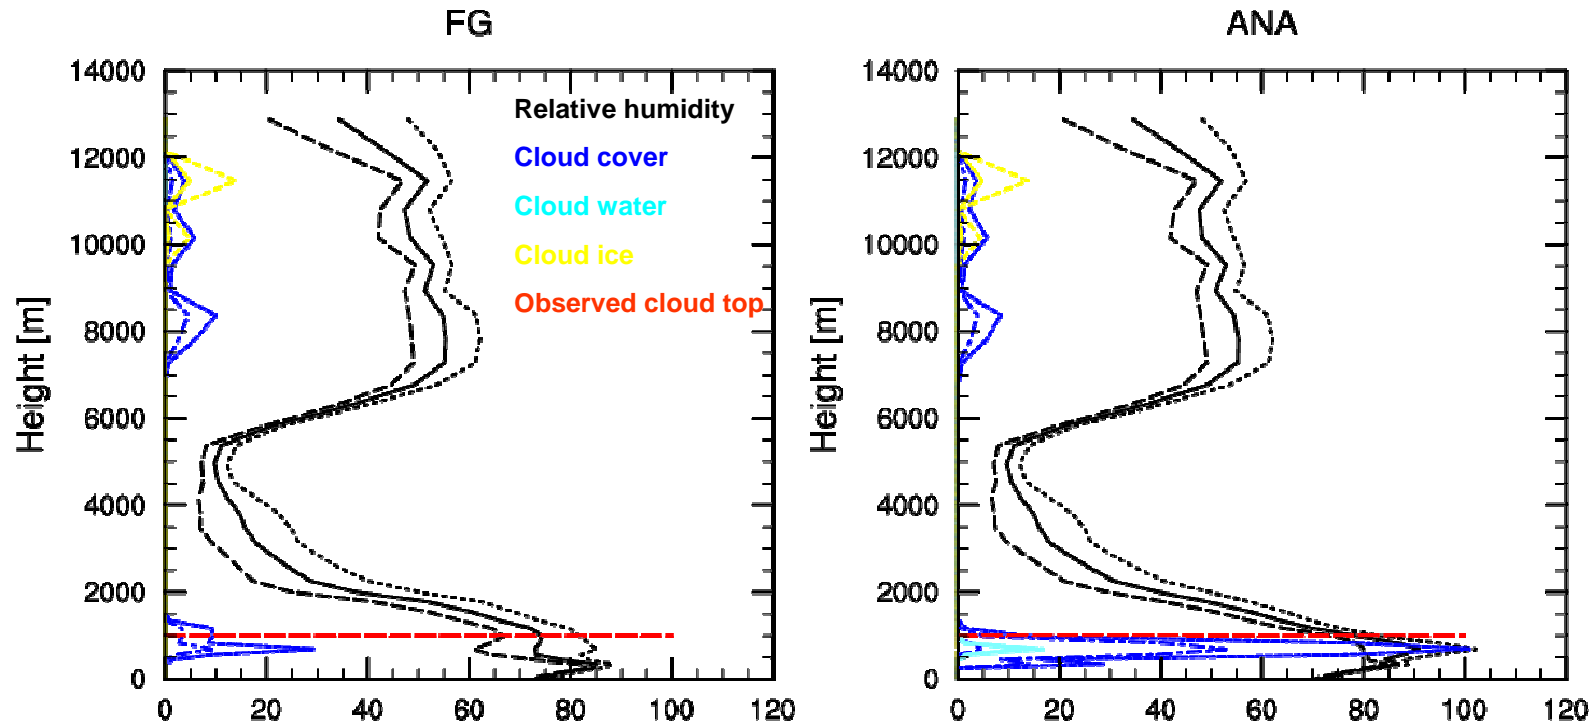 FG
ANA
14000
12000
10000
8000
6000
4000
2000
0
Height [m]
0 20 40 60 80 100 120
Relative humidity
Cloud cover
Cloud water
Cloud ice
Observed cloud top
14000
12000
10000
8000
6000
4000
2000
0
Height [m]
0 20 40 60 80 100 120